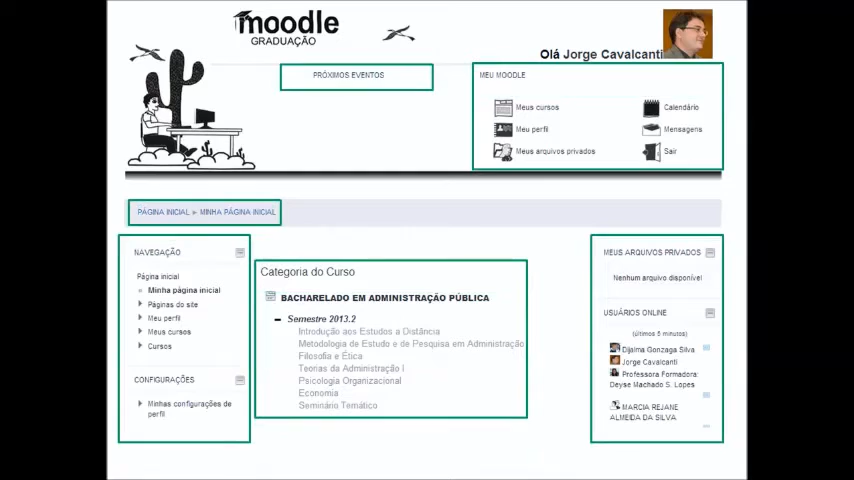 moodle
GRADUAÇÃO
Olá Jorge Cavalcanti
PRÓXIMOS EVENTOS
MEU MOODLE
Meus cursos
Calendário
Meu perfil
Mensagens
Meus arquivos privados
Sair
PÁGINA INICIAL ► MINHA PÁGINA INICIAL
NAVEGAÇÃO
Página inicial
Minha página inicial
Páginas do site
Meu perfil
Meus cursos
Cursos
CONFIGURAÇÕES
Minhas configurações de
perfil
Categoria do Curso
BACHARELADO EM ADMINISTRAÇÃO PÚBLICA
Semestre 2013.2
Introdução aos Estudos a Distância
Metodologia de Estudo e de Pesquisa em Administração
Filosofia e Ética
Teorias da Administração I
Psicologia Organizacional
Economia
Seminário Temático
MEUS ARQUIVOS PRIVADOS
Nenhum arquivo disponível
USUÁRIOS ONLINE
(últimos 5 minutos)
Dijalma Gonzaga Silva
Jorge Cavalcanti
Professora Formadora:
Deyse Machado S. Lopes
MARCIA REJANE
ALMEIDA DA SILVA